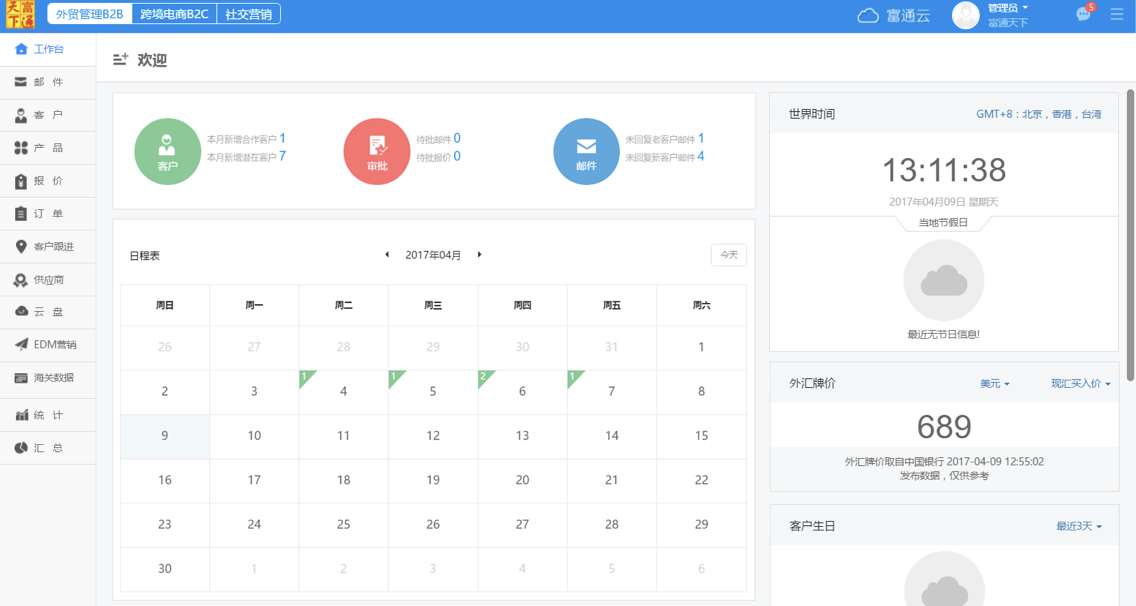 富通天下
外贸管理B2B 跨境电商B2C 社交营销
富通云
管理员
富通天下
5
工作台
邮 件
客 户
产 品
报 价
订 单
客户跟进
供应商
云 盘
EDM营销
海关数据
统 计
汇 总
欢迎
客户
本月新增合作客户 1
本月新增潜在客户 7
审批
待批邮件 0
待批报价 0
邮件
未回复老客户邮件 1
未回复新客户邮件 4
日程表
2017年04月
今天
周日 周一 周二 周三 周四 周五 周六
26 27 28 29 30 31 1
1 1 2 1
2 3 4 5 6 7 8
9 10 11 12 13 14 15
16 17 18 19 20 21 22
23 24 25 26 27 28 29
30 1 2 3 4 5 6
世界时间
GMT+8：北京，香港，台湾
13:11:38
2017年04月09日 星期天
当地节假日
最近无节日信息!
外汇牌价
美元
现汇买入价
689
外汇牌价取自中国银行 2017-04-09 12:55:02
发布数据，仅供参考
客户生日
最近3天